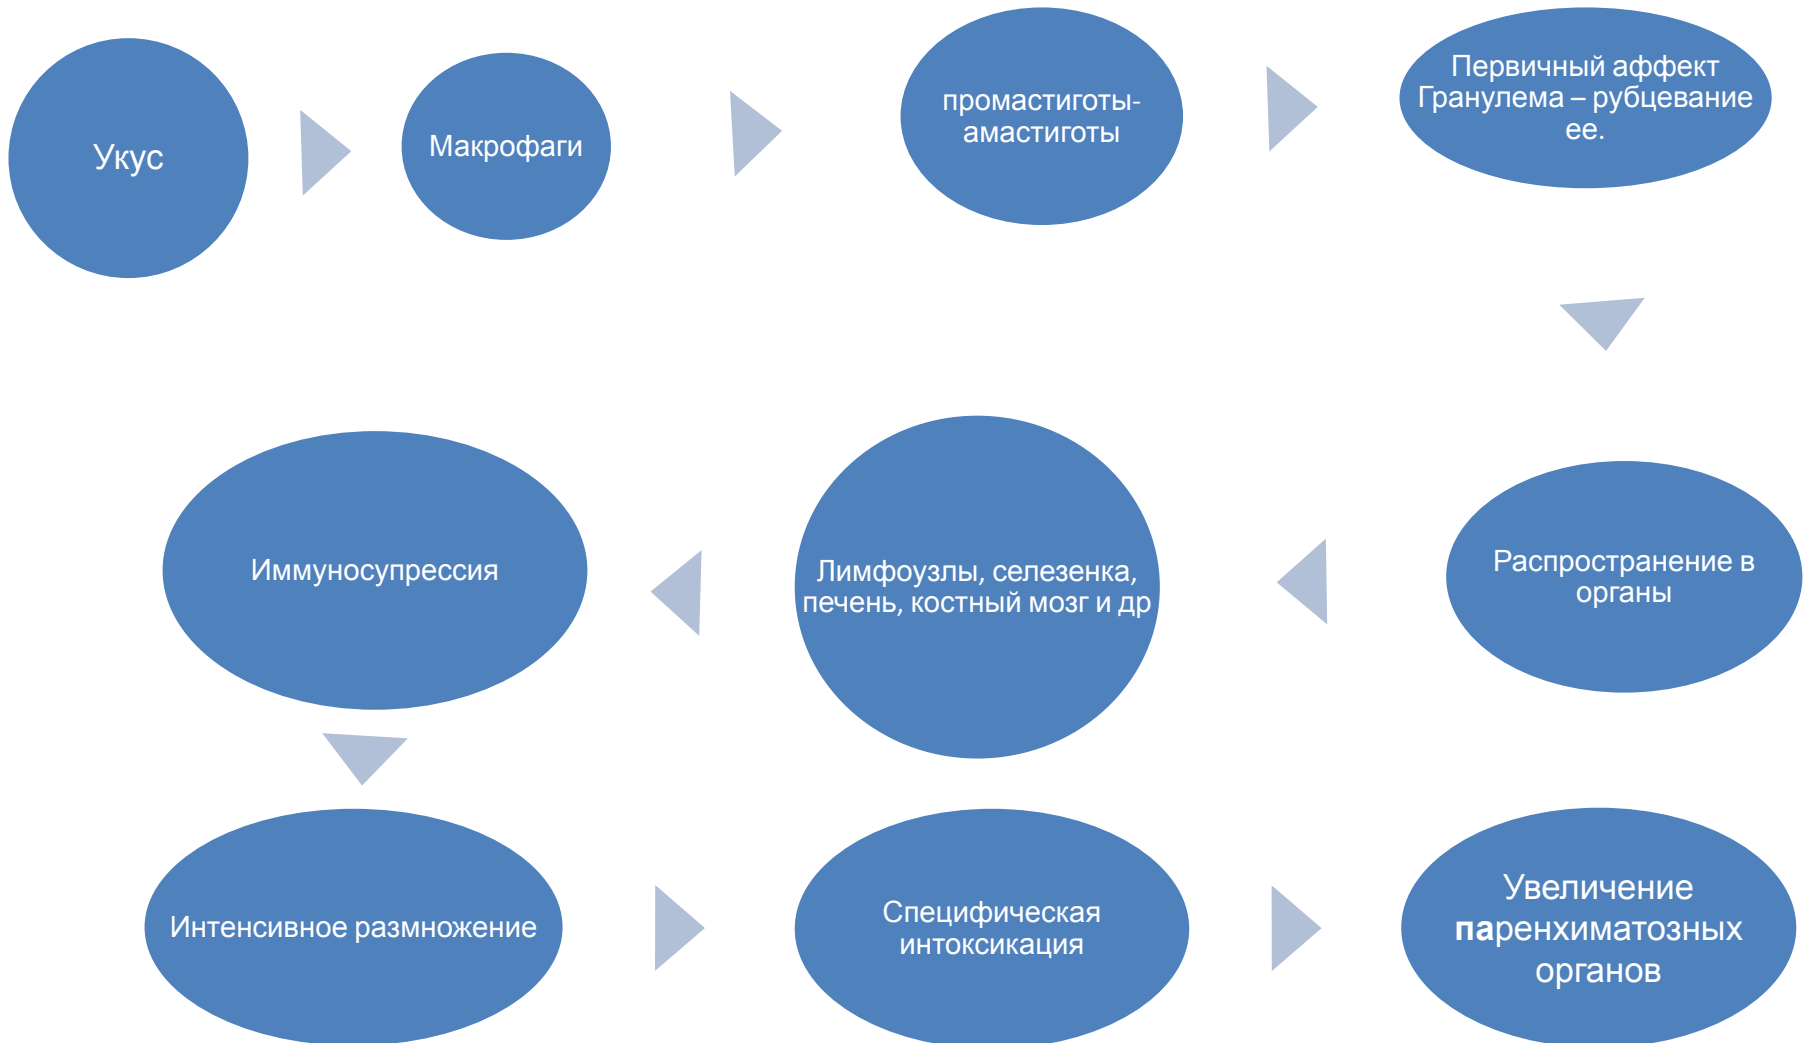 Укус
Макрофаги
промастиготы-
амастиготы
Первичный аффект
Гранулема – рубцевание
ее.
Распространение в
органы
Лимфоузлы, селезенка,
печень, костный мозг и др
Иммуносупрессия
Интенсивное размножение
Специфическая
интоксикация
Увеличение
паренхиматозных
органов